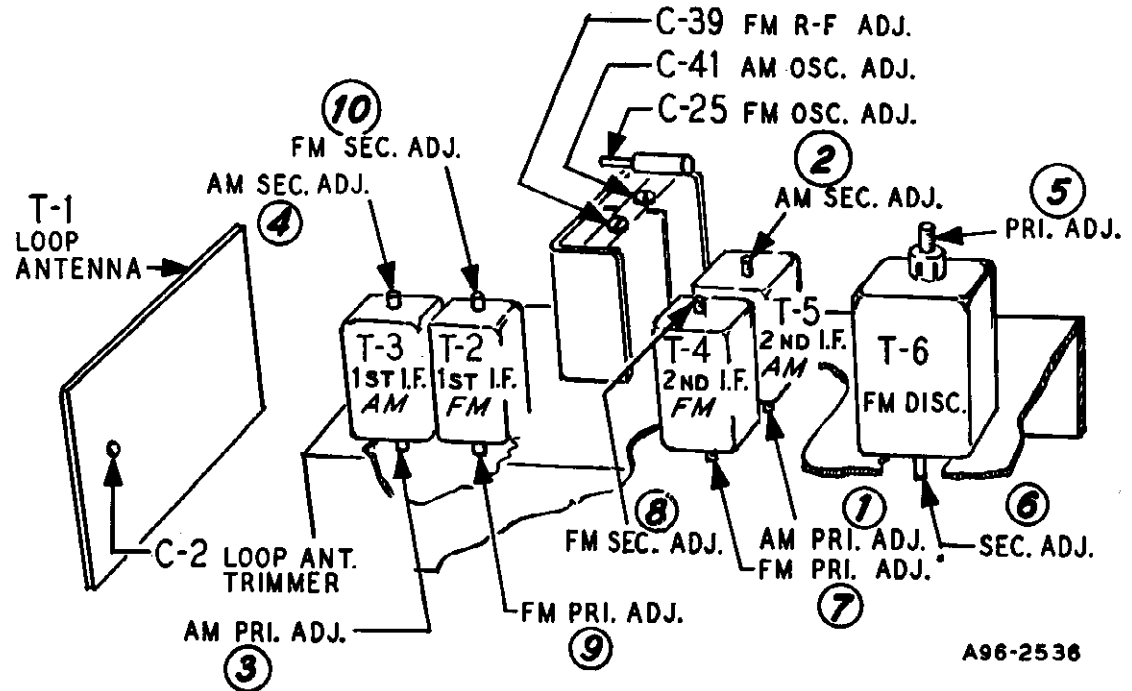 C-39 FM R-F ADJ.
C-41 AM OSC. ADJ.
C-25 FM OSC. ADJ.
10
FM SEC. ADJ.
AM SEC. ADJ.
4
2
AM SEC. ADJ.
5
PRI. ADJ.
T-1
LOOP
ANTENNA
T-3
1ST I.F.
AM
T-2
1ST I.F.
FM
T-4
2ND I.F.
FM
T-5
2ND I.F.
AM
T-6
FM DISC.
C-2 LOOP ANT.
TRIMMER
8
FM SEC. ADJ.
1
AM PRI. ADJ.
FM PRI. ADJ.
7
6
SEC. ADJ.
AM PRI. ADJ.
3
FM PRI. ADJ.
9
A96-2536